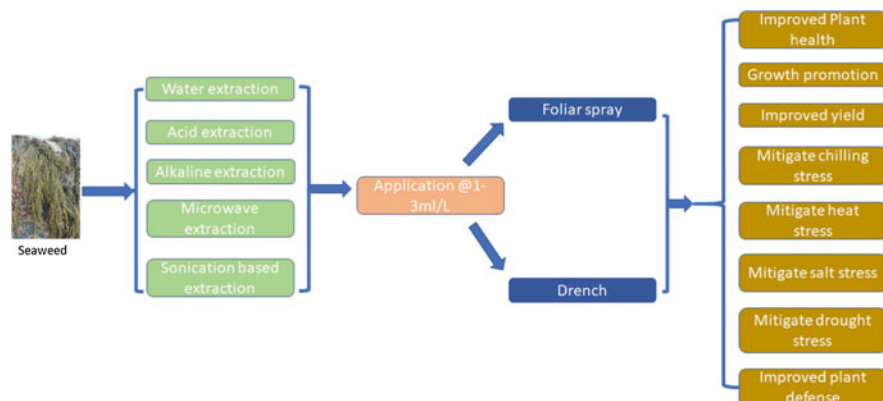 Seaweed
Water extraction
Acid extraction
Alkaline extraction
Microwave
extraction
Sonication based
extraction
Application @1-
3ml/L
Foliar spray
Drench
Improved Plant
health
Growth promotion
Improved yield
Mitigate chilling
stress
Mitigate heat
stress
Mitigate salt stress
Mitigate drought
stress
Improved plant
defense